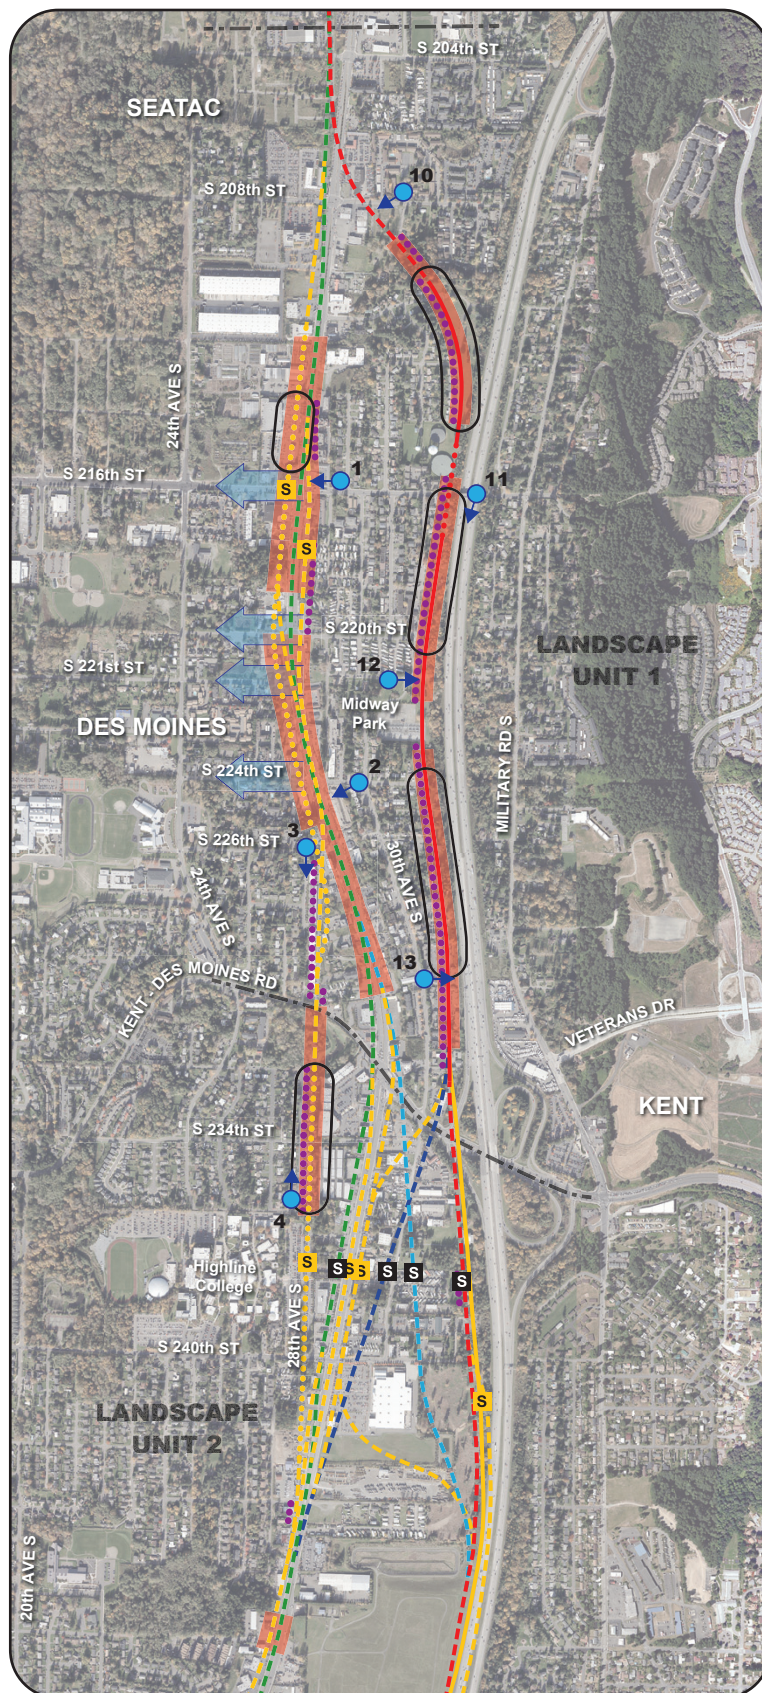 S 204th ST
SEATAC
10
S 208th ST
24th AVE S
S 216th ST
1
11
S
S
S 220th ST
LANDSCAPE
UNIT 1
S 221st ST
12
Midway
Park
DES MOINES
MILITARY RD S
S 224th ST
2
3
S 226th ST
30th AVE S
24th AVE S
13
KENT - DES MOINES RD
VETERANS DR
KENT
S 234th ST
4
S
S
S
S
S
S
S
Highline
College
28th AVE S
S 240th ST
S
LANDSCAPE
UNIT 2
20th AVE S